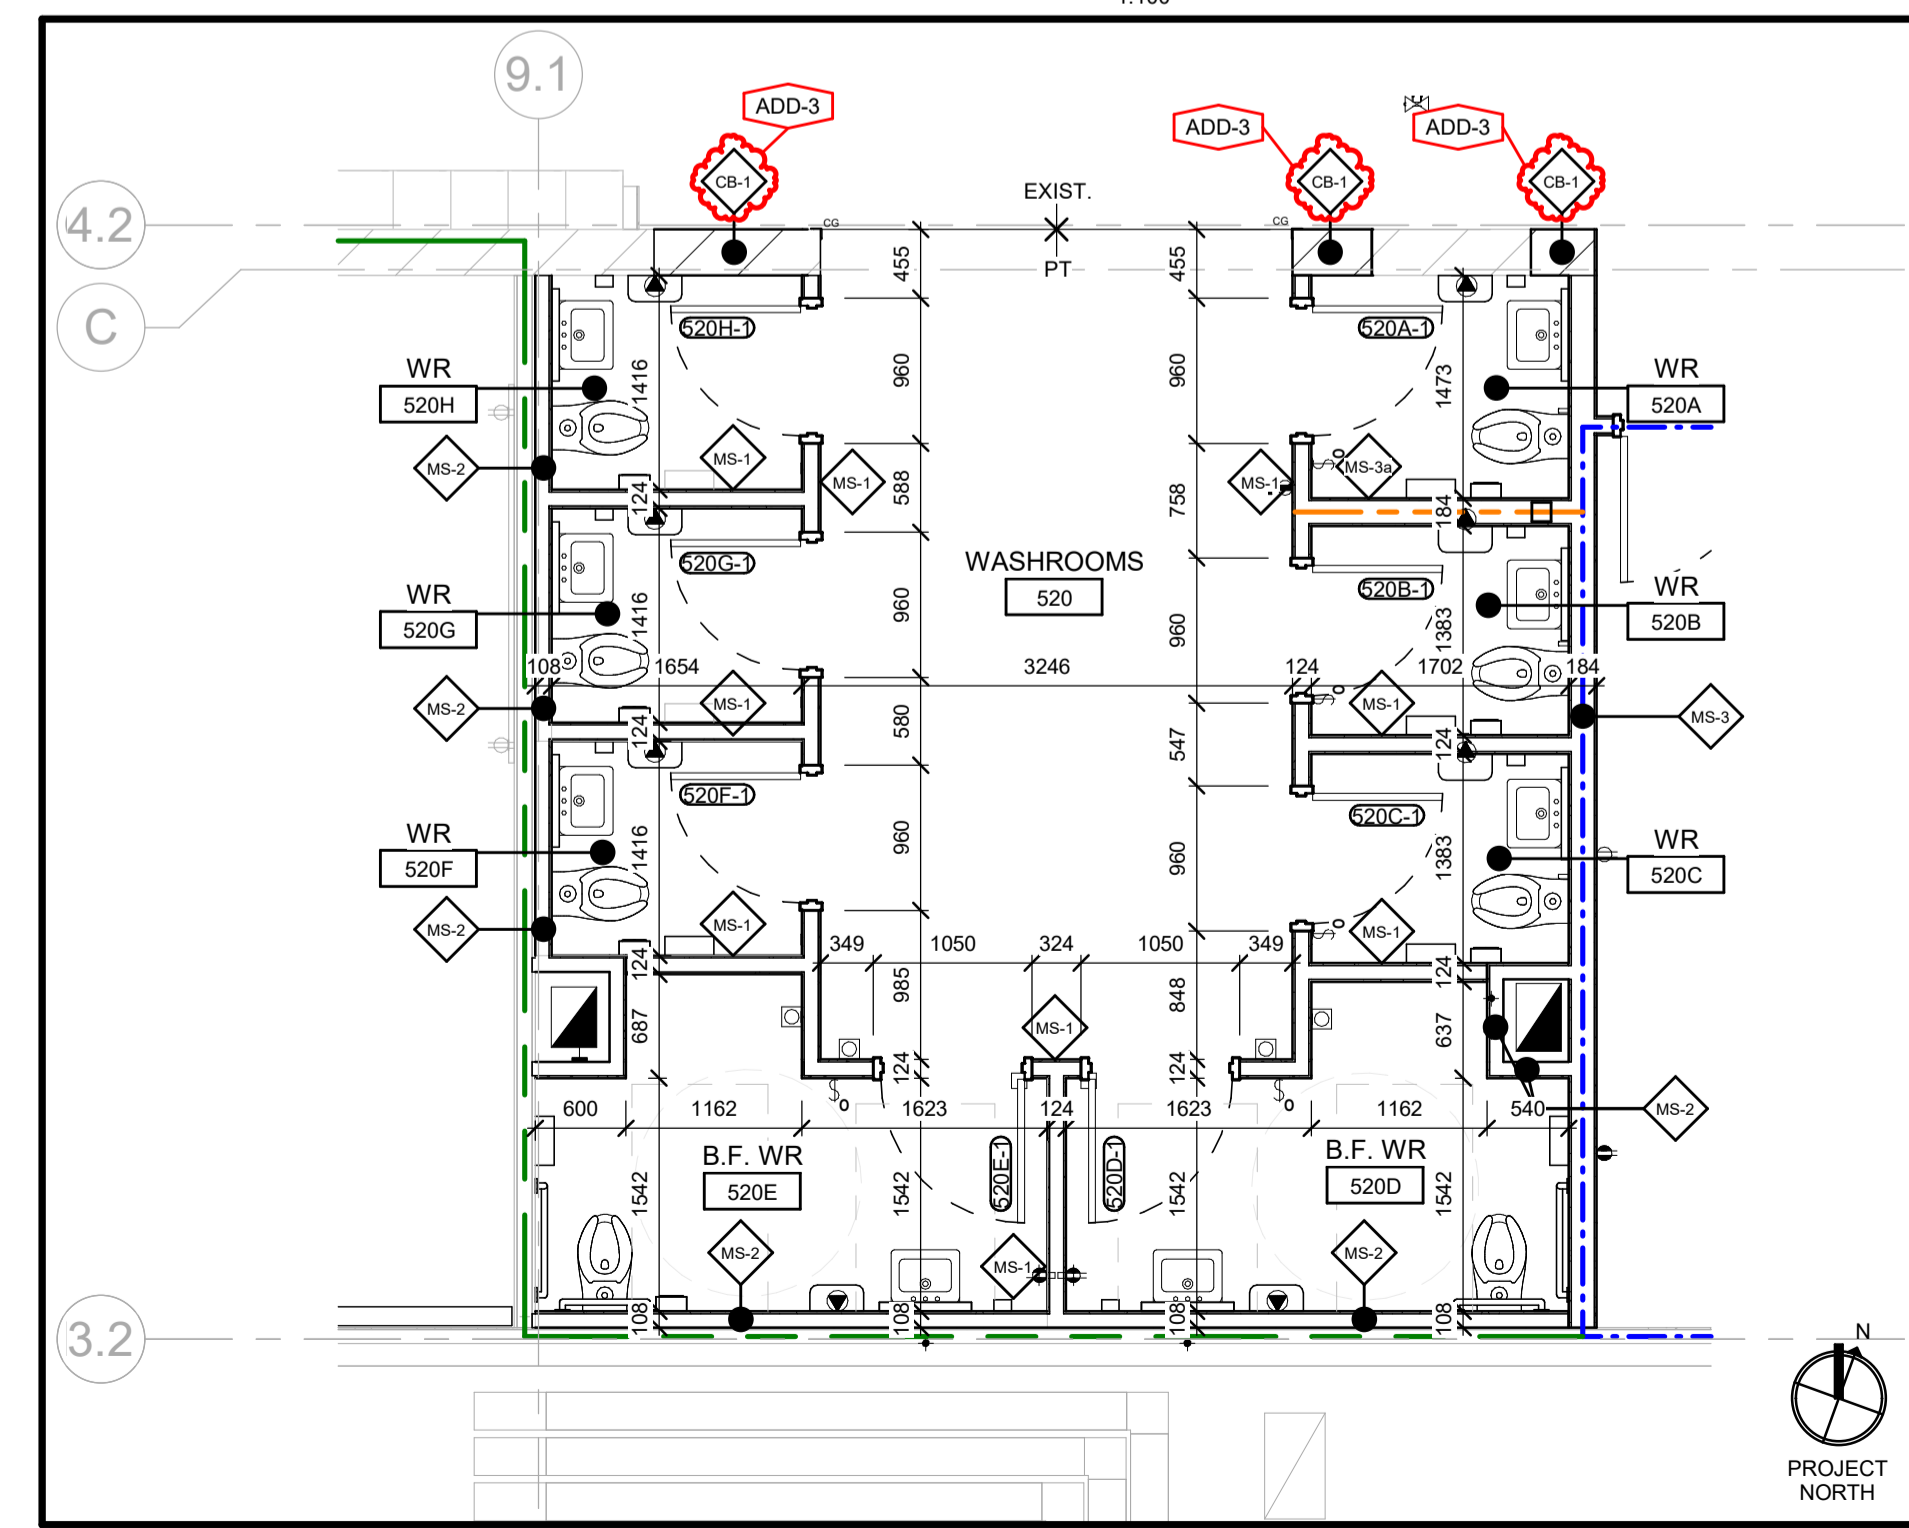 9.1
ADD-3
ADD-3
ADD-3
CB-1
CB-1
CB-1
EXIST.
4.2
CG
CG
PT
455
455
C
520H-1
520A-1
WR
520H
1416
960
960
1473
WR
520A
MS-2
MS-1
MS-1
588
758
MS-1
MS-3a
124
184
WASHROOMS
520
520G-1
520B-1
WR
520G
1416
960
960
1383
WR
520B
108
1654
3246
124
1702
184
MS-2
MS-1
MS-1
MS-3
124
580
547
124
520F-1
520C-1
WR
520F
1416
960
960
1383
WR
520C
MS-2
MS-1
MS-1
349
1050
324
1050
349
124
985
848
124
687
MS-1
637
124
124
600
1162
1623
124
1623
1162
540
MS-2
B.F. WR
520E
B.F. WR
520D
520E-1
520D-1
1542
1542
1542
1542
MS-2
MS-1
MS-2
108
108
108
108
3.2
N
PROJECT
NORTH